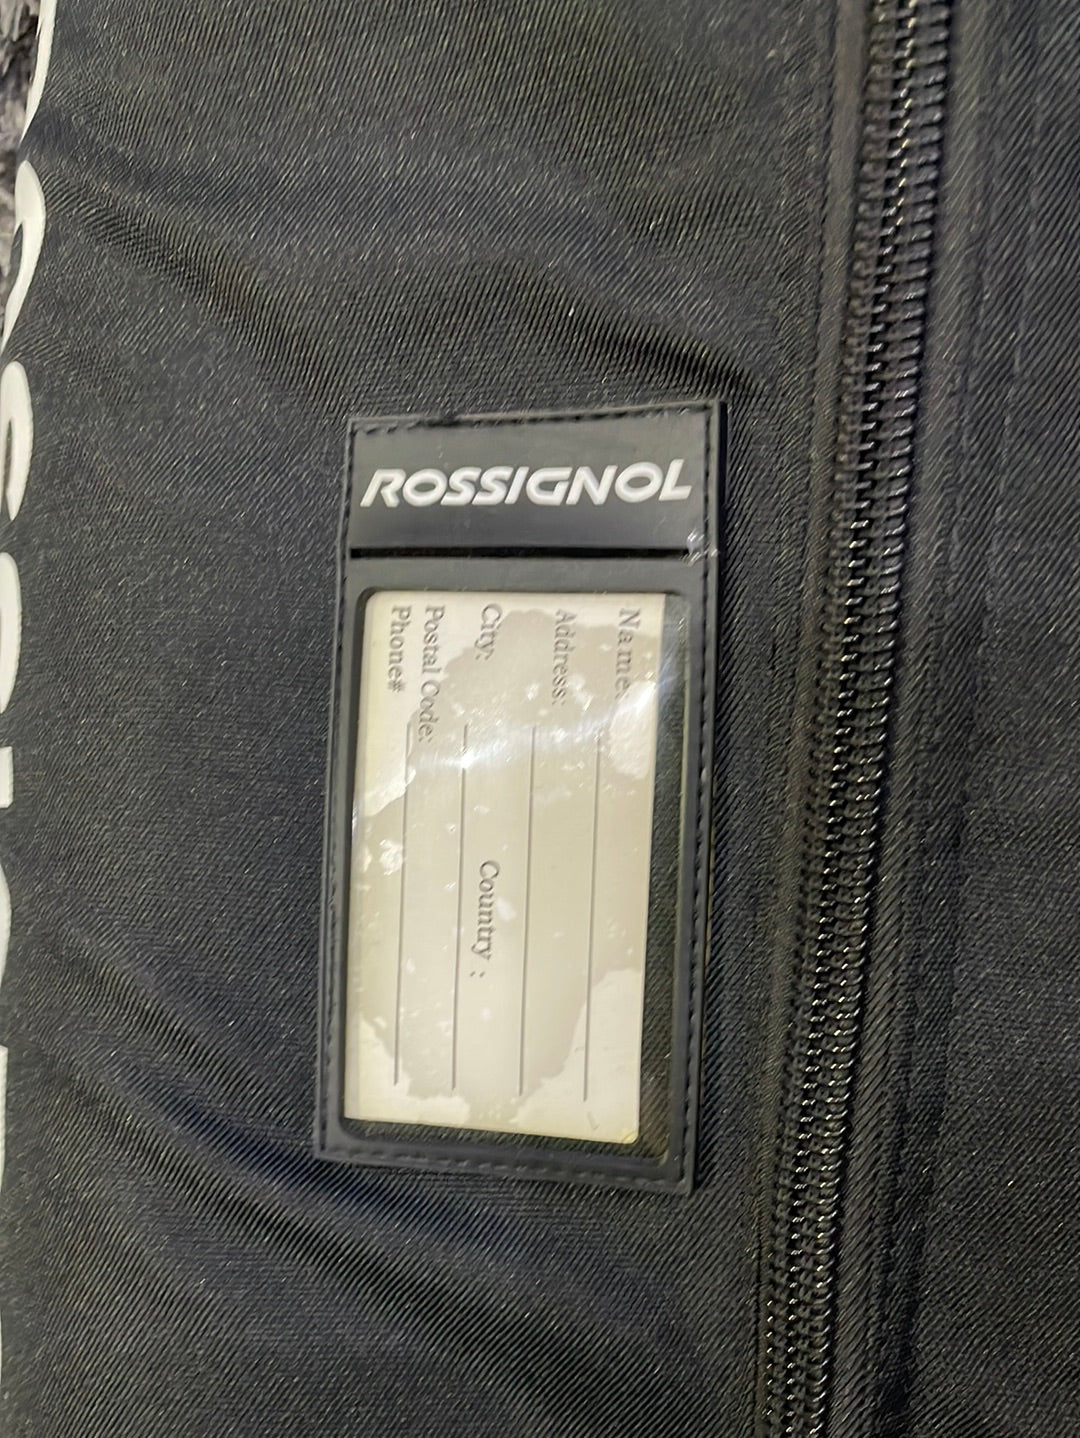 ROSSIGNOL
Name:
Address:
City: Country :
Postal Code:
Phone#